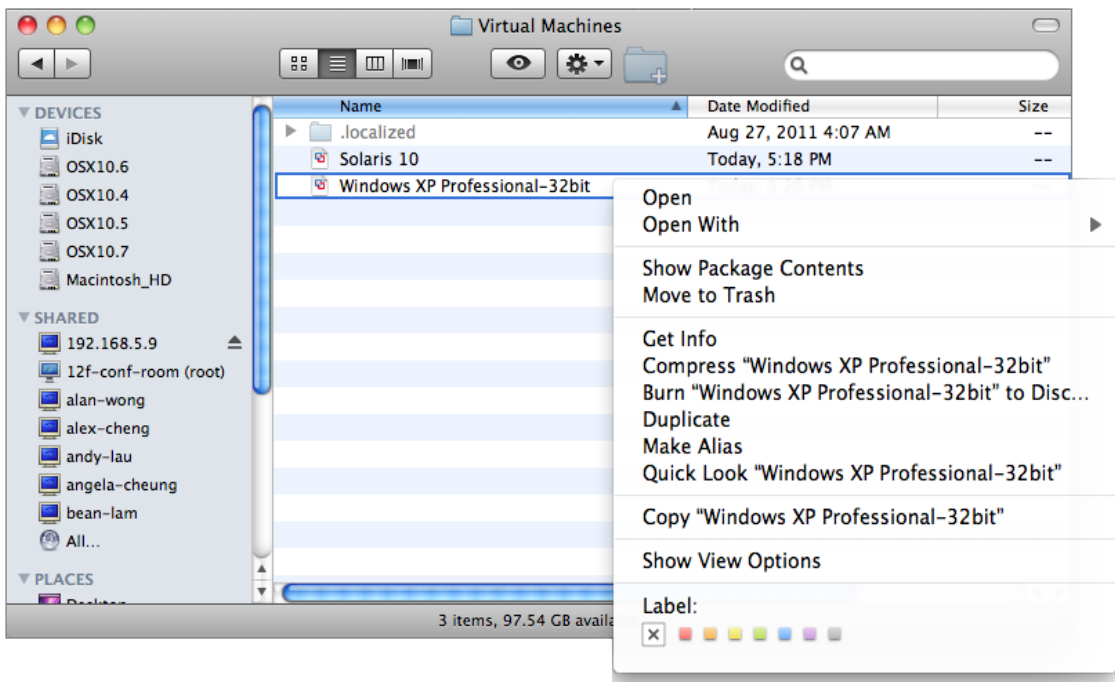 Virtual Machines
Name Date Modified Size
DEVICES
iDisk
OSX10.6
OSX10.4
OSX10.5
OSX10.7
Macintosh_HD
SHARED
192.168.5.9
12f-conf-room (root)
alan-wong
alex-cheng
andy-lau
angela-cheung
bean-lam
All...
PLACES
Desktop
.localized Aug 27, 2011 4:07 AM --
Solaris 10 Today, 5:18 PM --
Windows XP Professional-32bit
Open
Open With
Show Package Contents
Move to Trash
Get Info
Compress “Windows XP Professional-32bit”
Burn “Windows XP Professional-32bit” to Disc...
Duplicate
Make Alias
Quick Look “Windows XP Professional-32bit”
Copy “Windows XP Professional-32bit”
Show View Options
Label:
3 items, 97.54 GB availa